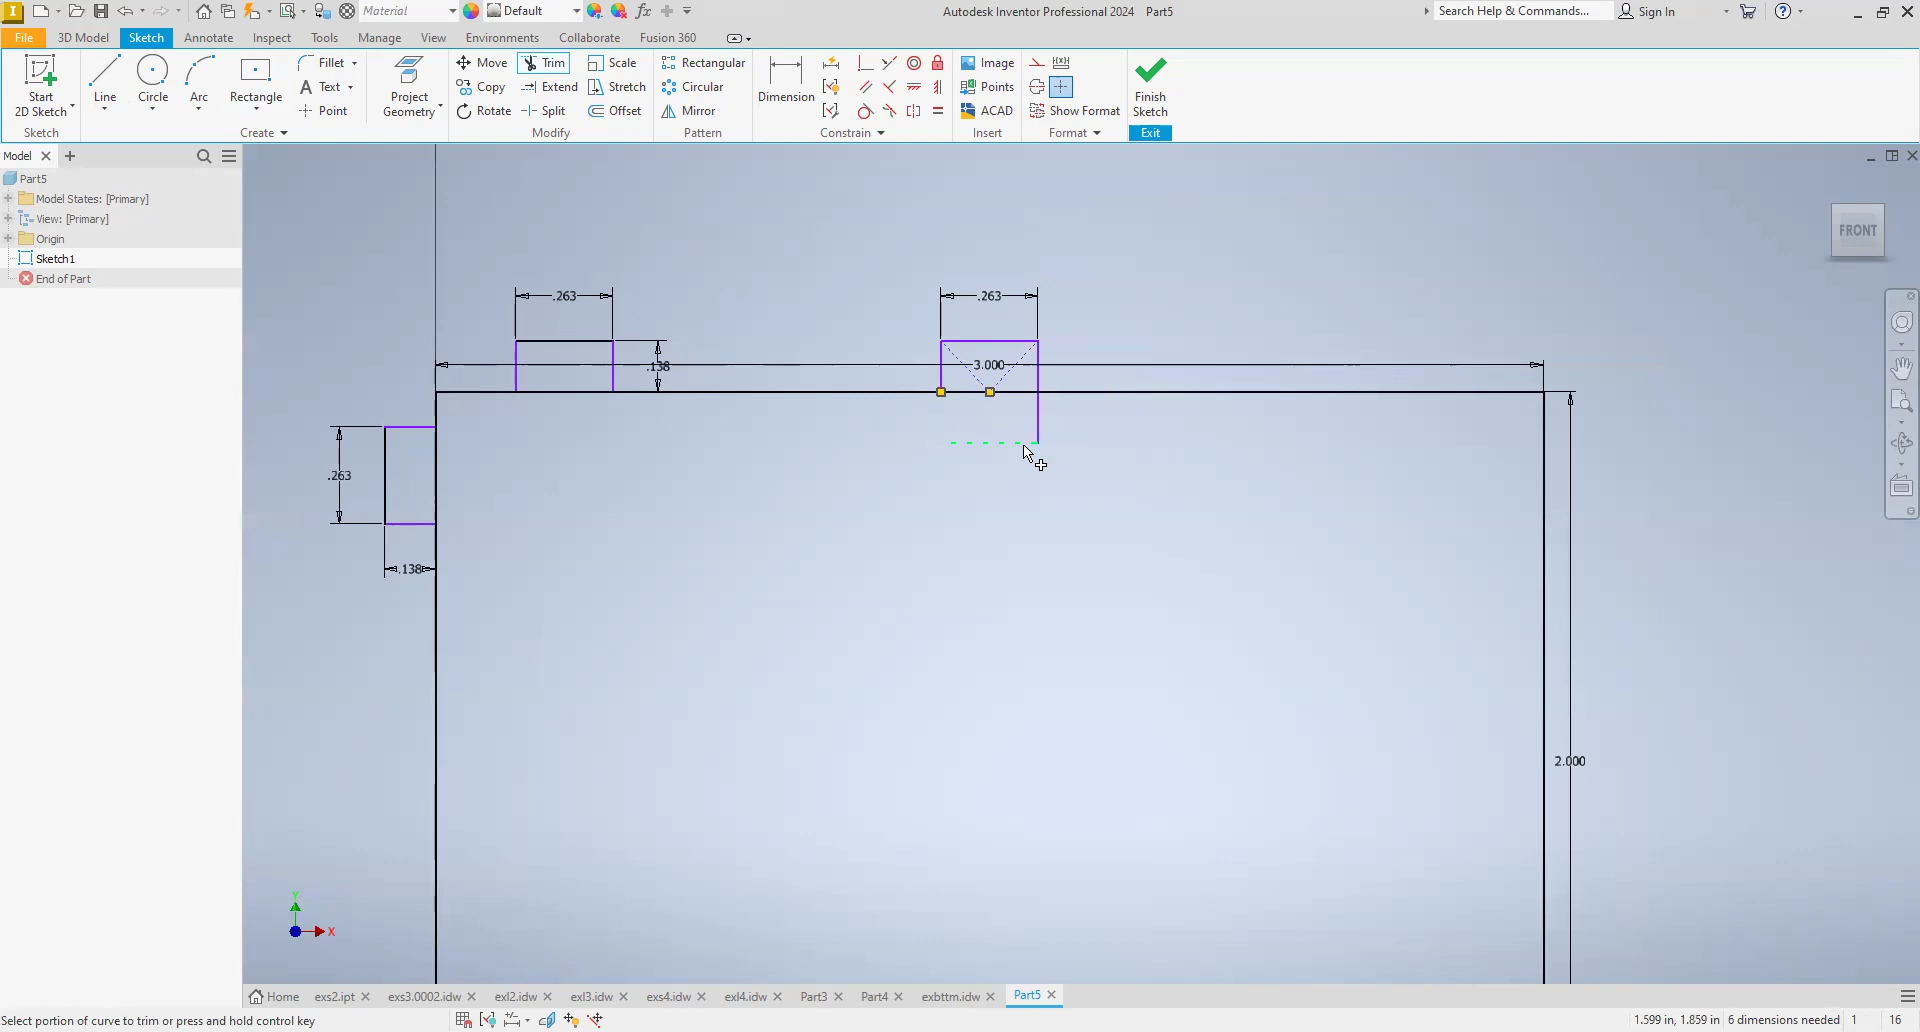 Material
Default
Autodesk Inventor Professional 2024 Part5
Search Help & Commands...
Sign In
File 3D Model Sketch Annotate Inspect Tools Manage View Environments Collaborate Fusion 360
Start
2D Sketch
Line
Circle
Arc
Rectangle
Fillet
Text
Point
Project
Geometry
Move
Copy
Rotate
Trim
Extend
Split
Scale
Stretch
Offset
Rectangular
Circular
Mirror
Dimension
Image
Points
ACAD
Show Format
Finish
Sketch
Sketch
Create
Modify
Pattern
Constrain
Insert
Format
Exit
Model
Part5
Model States: [Primary]
View: [Primary]
Origin
Sketch1
End of Part
FRONT
.263
.263
.138
3.000
.263
.138
2.000
Y
X
Home exs2.ipt exs3.0002.idw exl2.idw exl3.idw exs4.idw exl4.idw Part3 Part4 exbttm.idw Part5
Select portion of curve to trim or press and hold control key
1.599 in, 1.859 in 6 dimensions needed 1 16